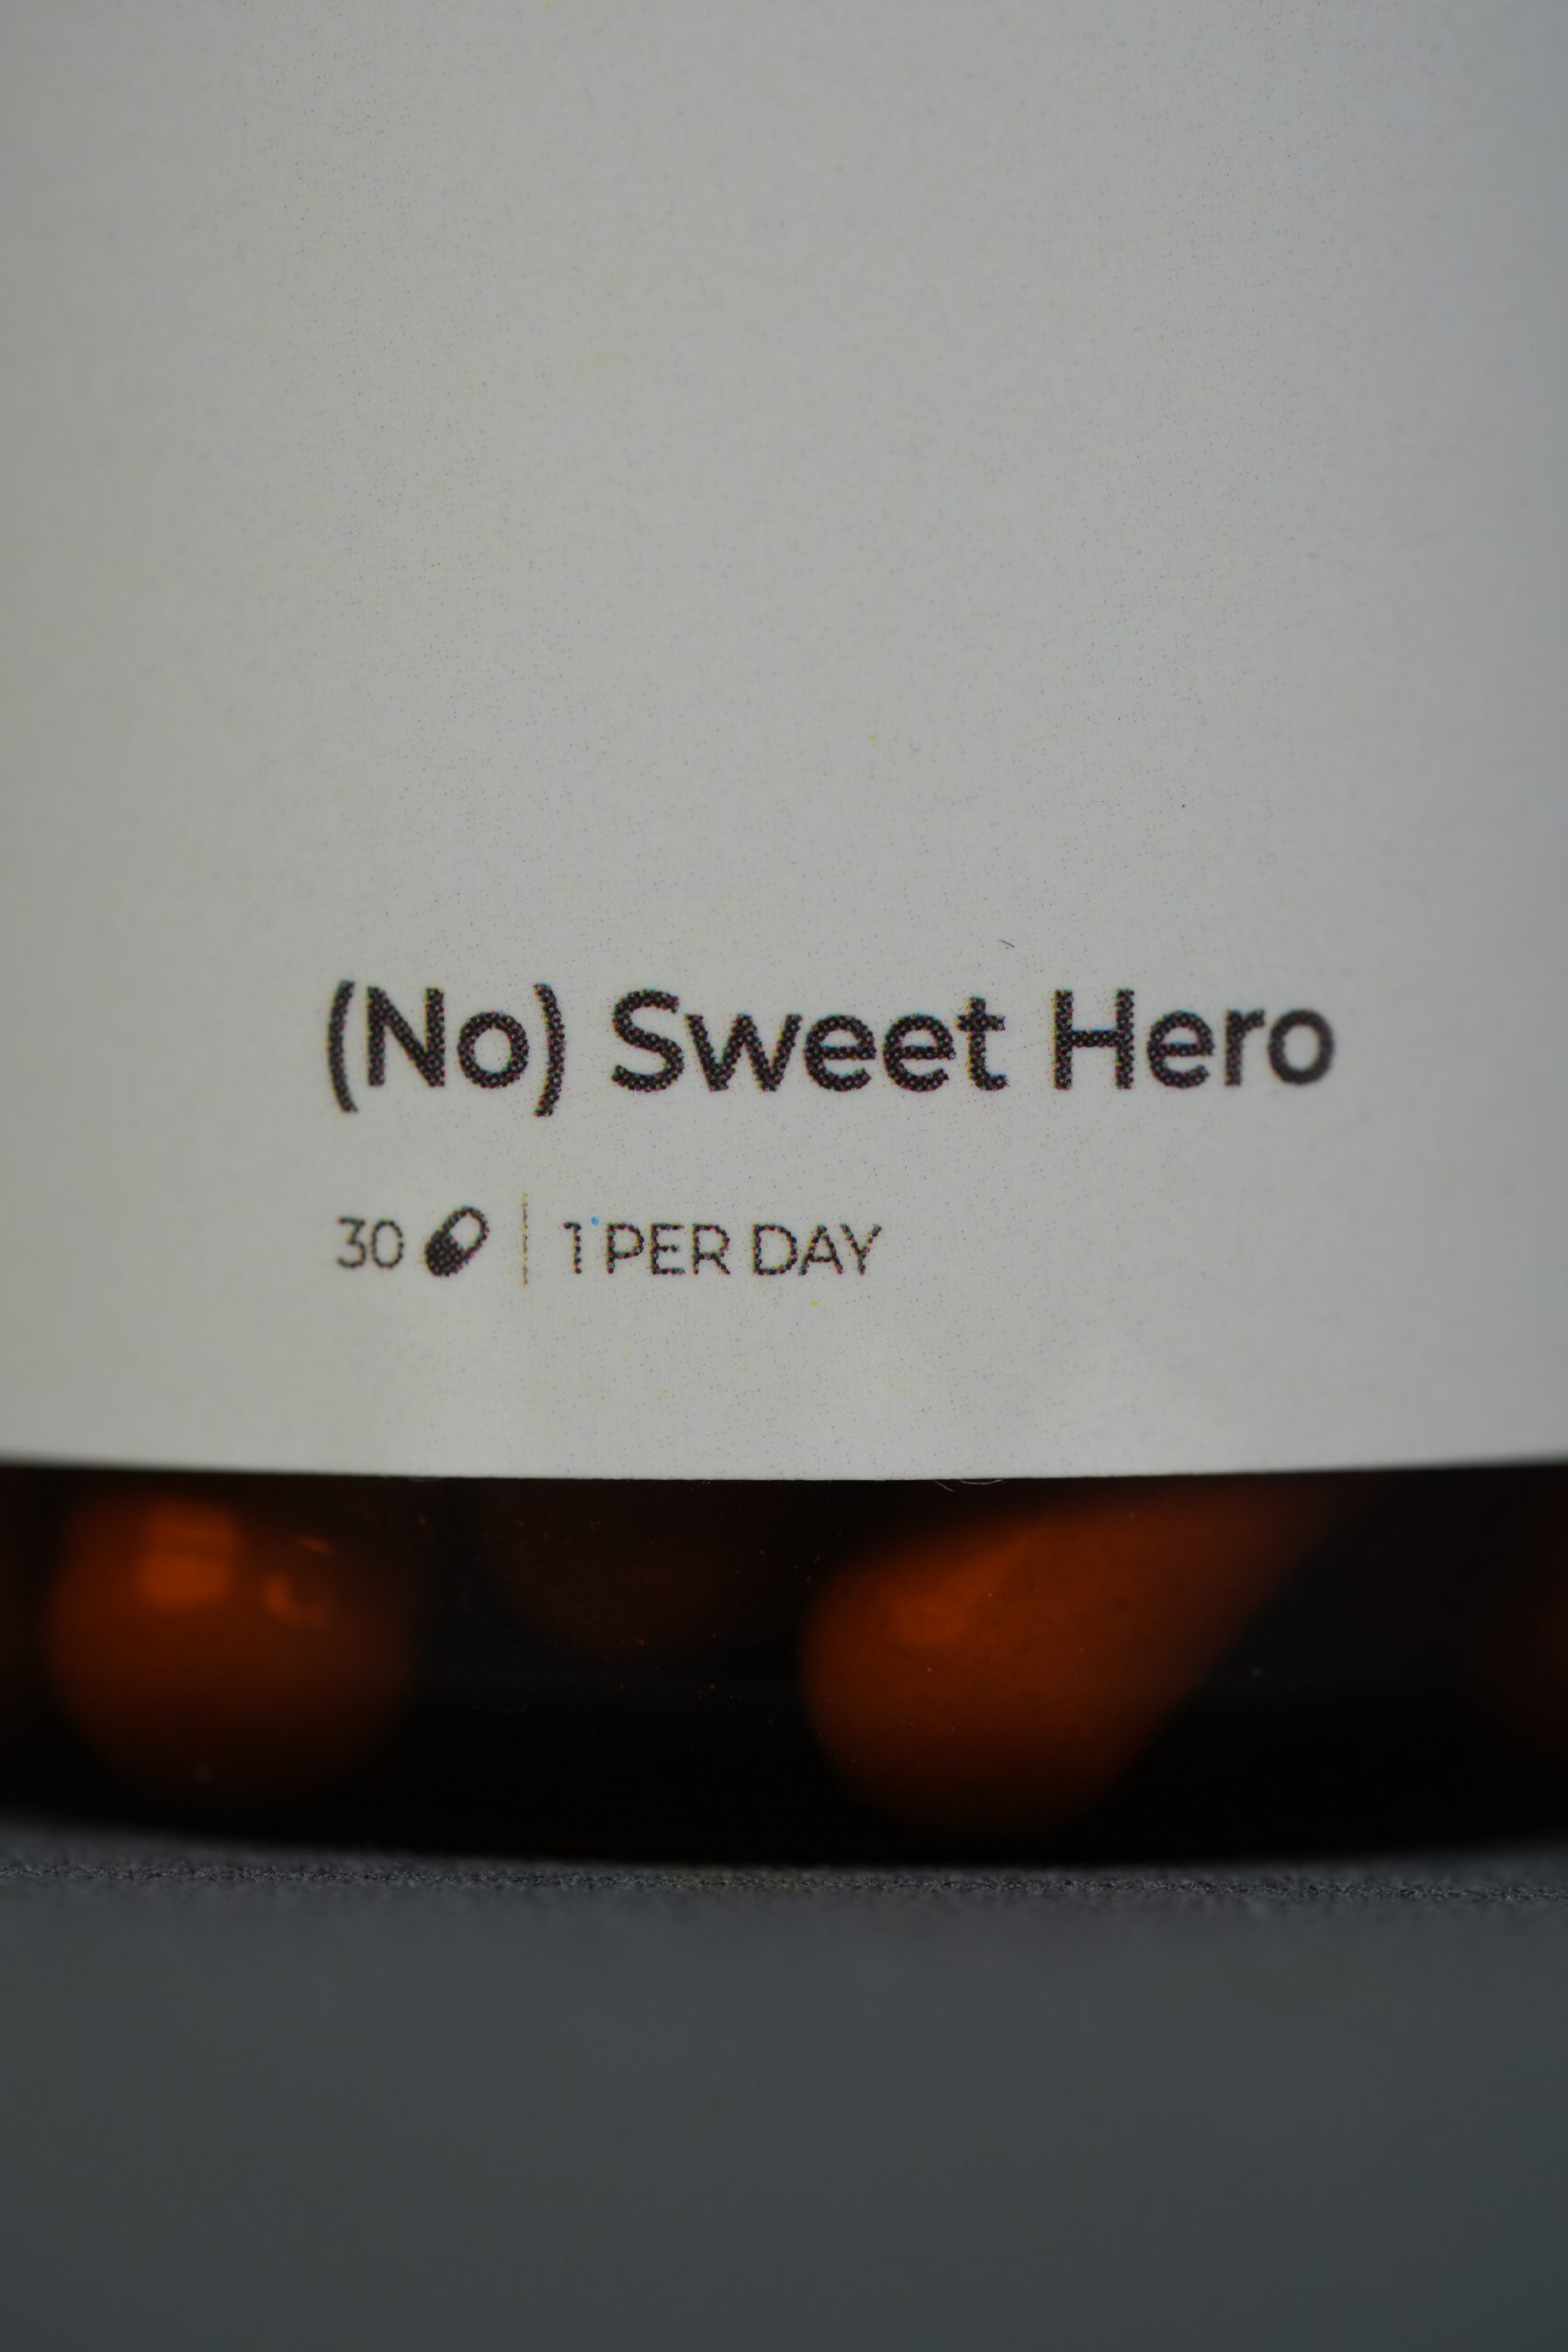 (No) Sweet Hero
30 | 1 PER DAY